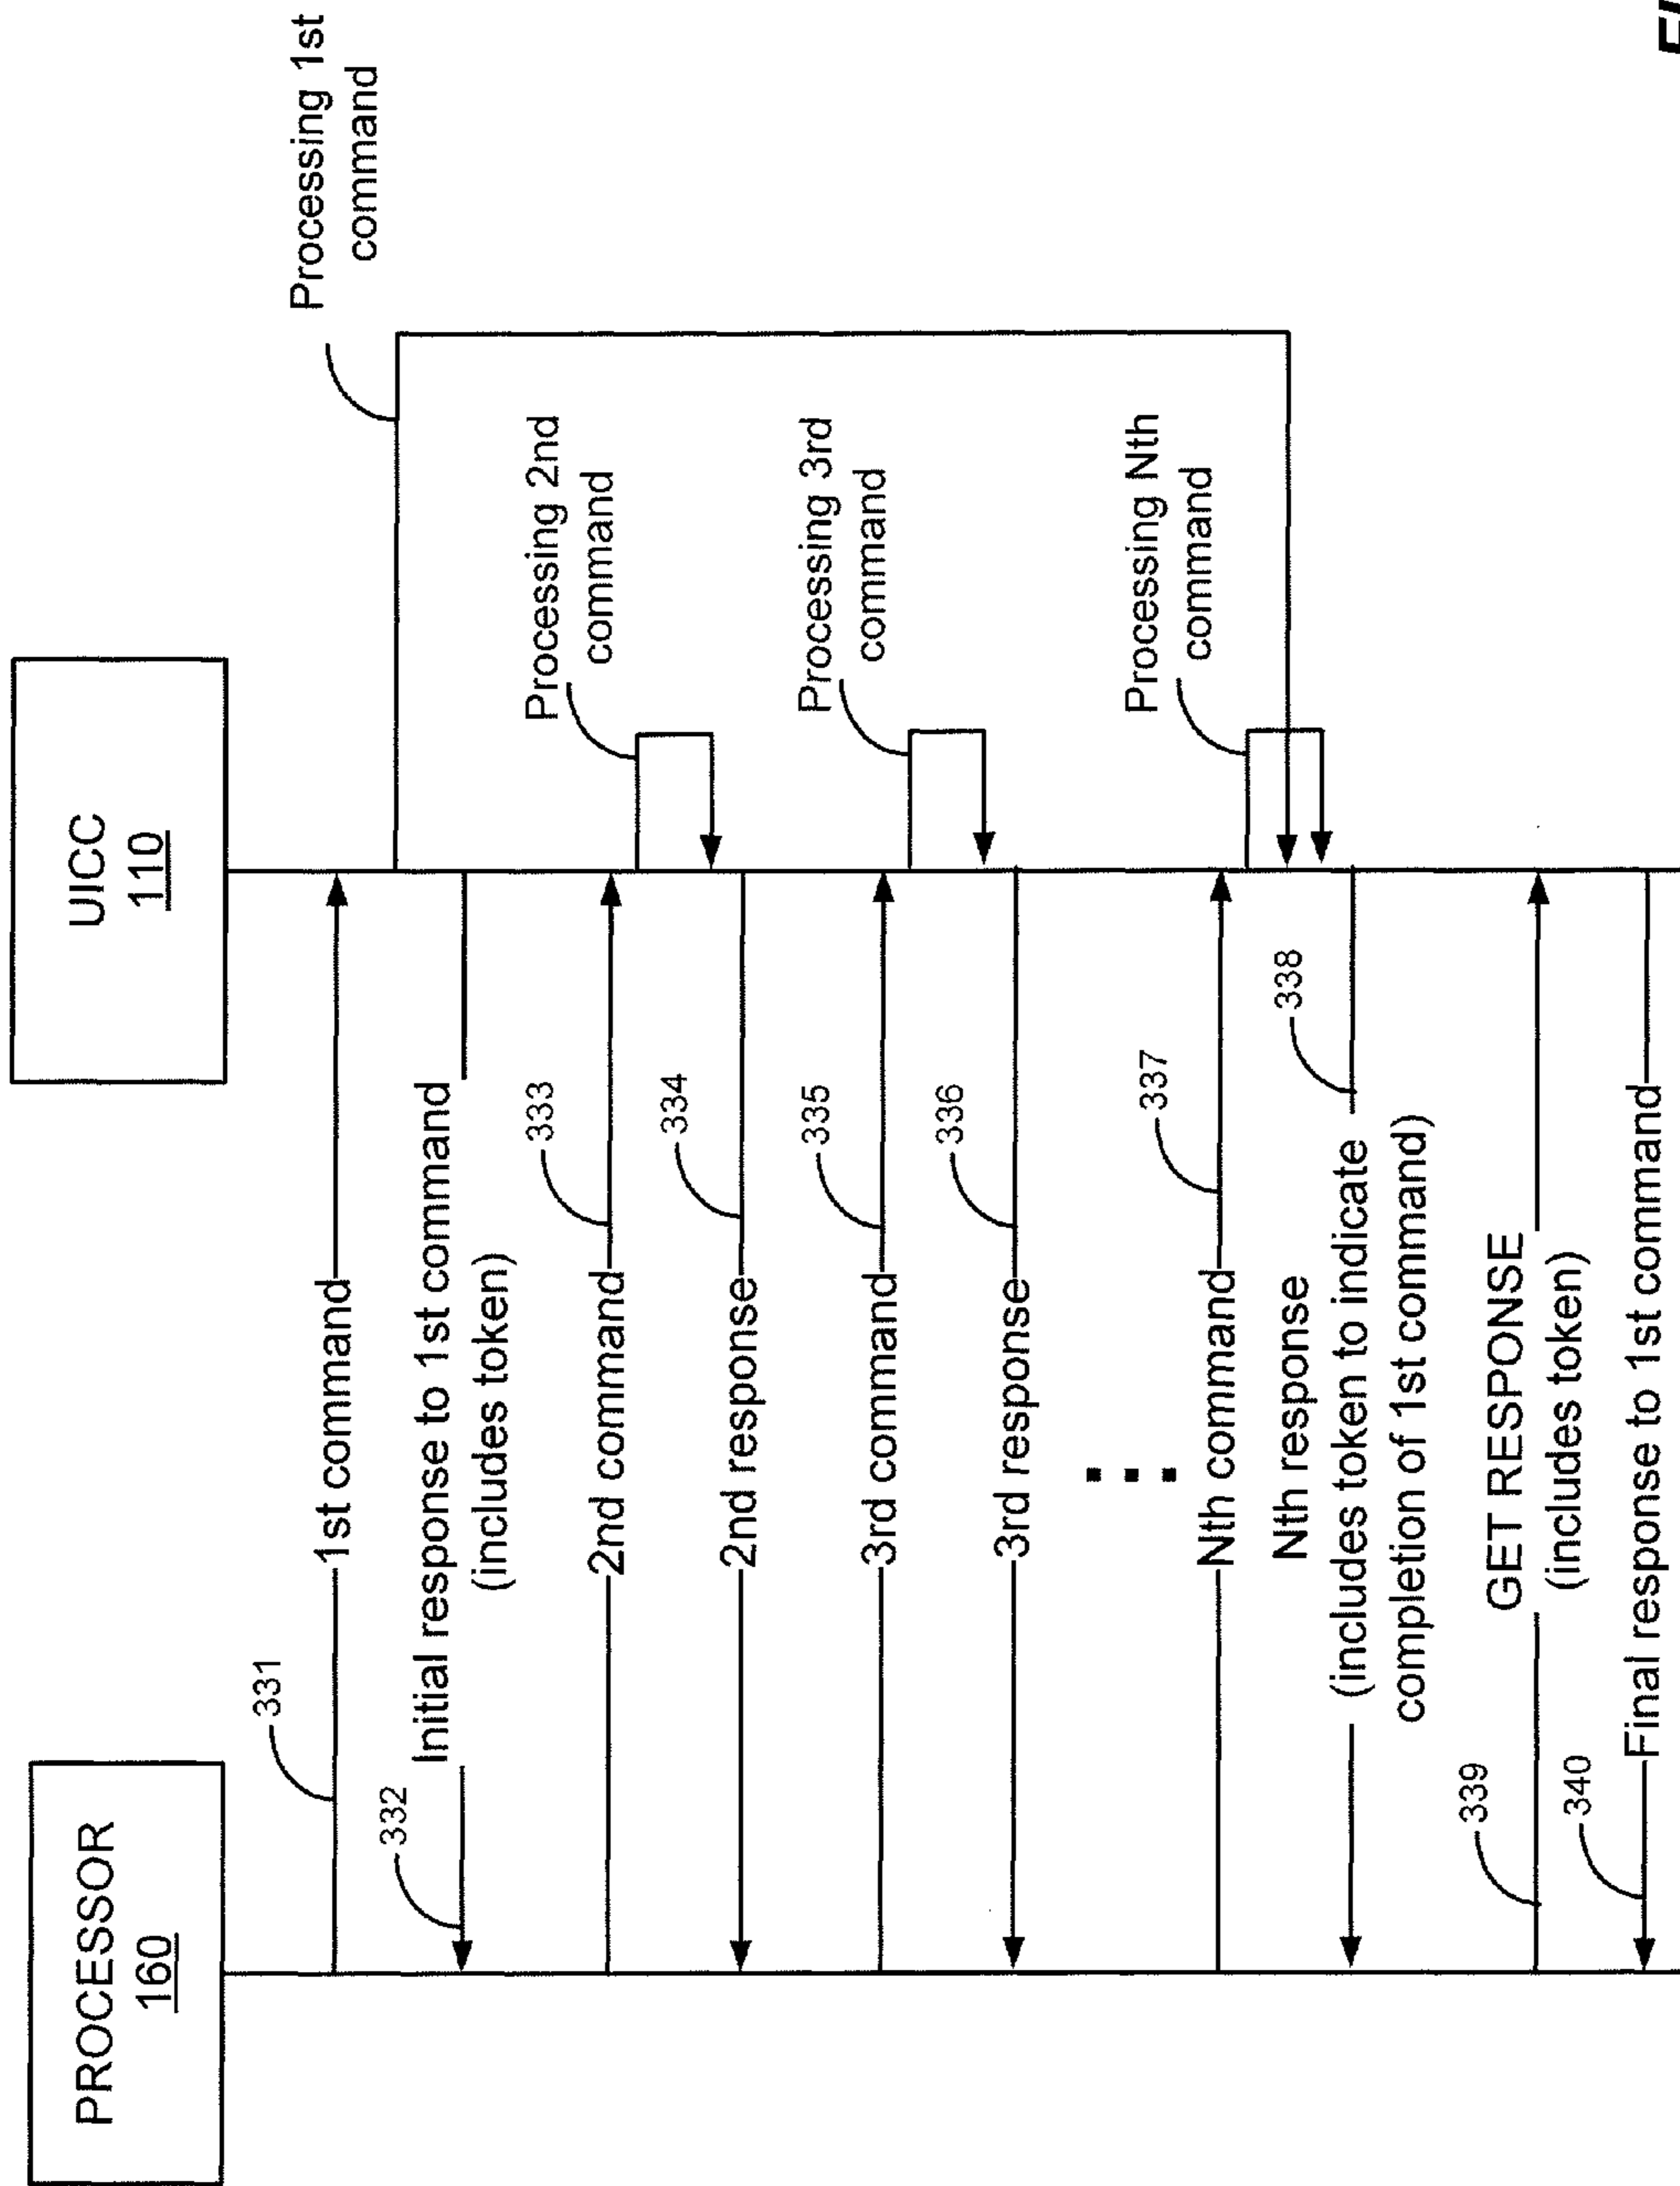 PROCESSOR
160
UICC
110
331
1st command
Processing 1st
command
332
Initial response to 1st command
(includes token)
333
2nd command
Processing 2nd
command
334
2nd response
335
3rd command
Processing 3rd
command
336
3rd response
337
Nth command
Processing Nth
command
338
Nth response
(includes token to indicate
completion of 1st command)
339
GET RESPONSE
(includes token)
340
Final response to 1st command